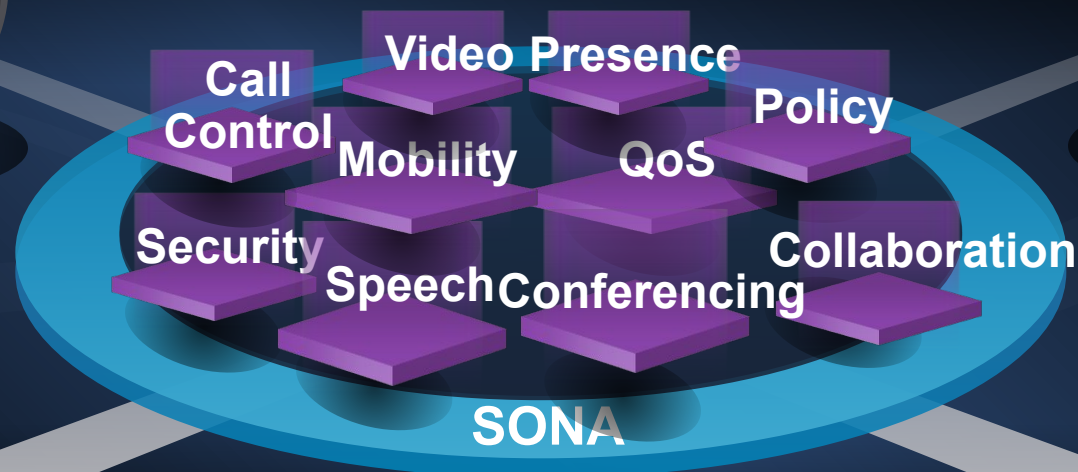 Video
Presence
Call
Control
Policy
Mobility
QoS
Security
Speech
Conferencing
Collaboration
SONA